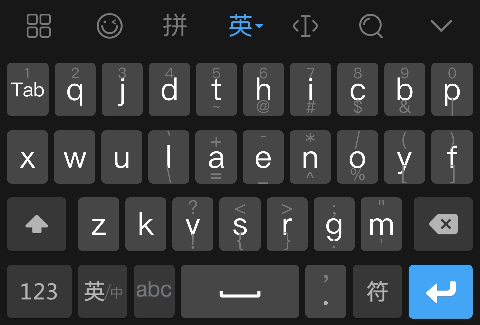 拼 英
1 2 3 4 5 6 7 8 9 0
Tab q j d t h i c b p
~ @ # $ & |
` + - * / ( )
x w u l a e n o y f
\ = _ ^ % [ ]
? < > ; "
z k v s r g m
! { } : '
123 英/中 abc , . 符